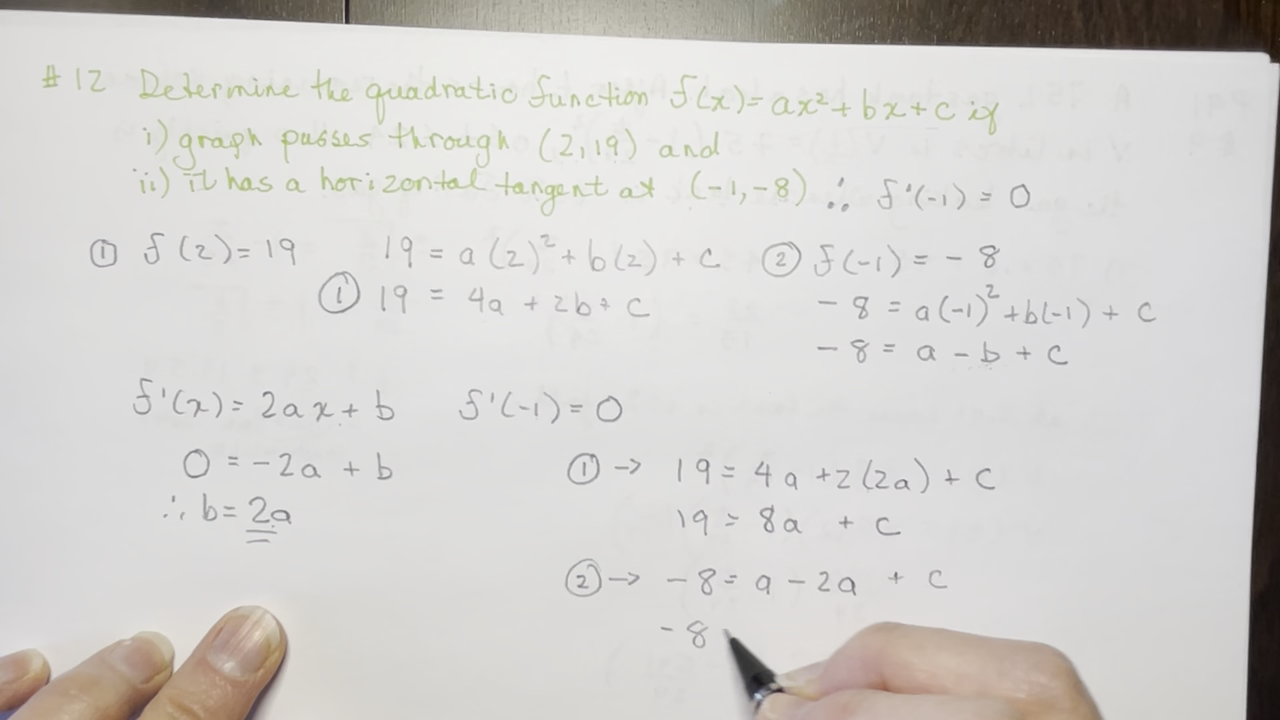 # 12 Determine the quadratic function f(x)=ax²+bx+c if
i) graph passes through (2,19) and
ii) it has a horizontal tangent at (-1,-8) ∴ f'(-1) = 0
① f(2)=19 19 = a(2)²+b(2)+c ② f(-1) = -8
① 19 = 4a + 2b + c -8 = a(-1)²+b(-1)+c
-8 = a - b + c
f'(x) = 2ax + b f'(-1) = 0
0 = -2a + b ① → 19 = 4a +2(2a) + c
∴ b = 2a 19 = 8a + c
② → -8 = a - 2a + c
-8